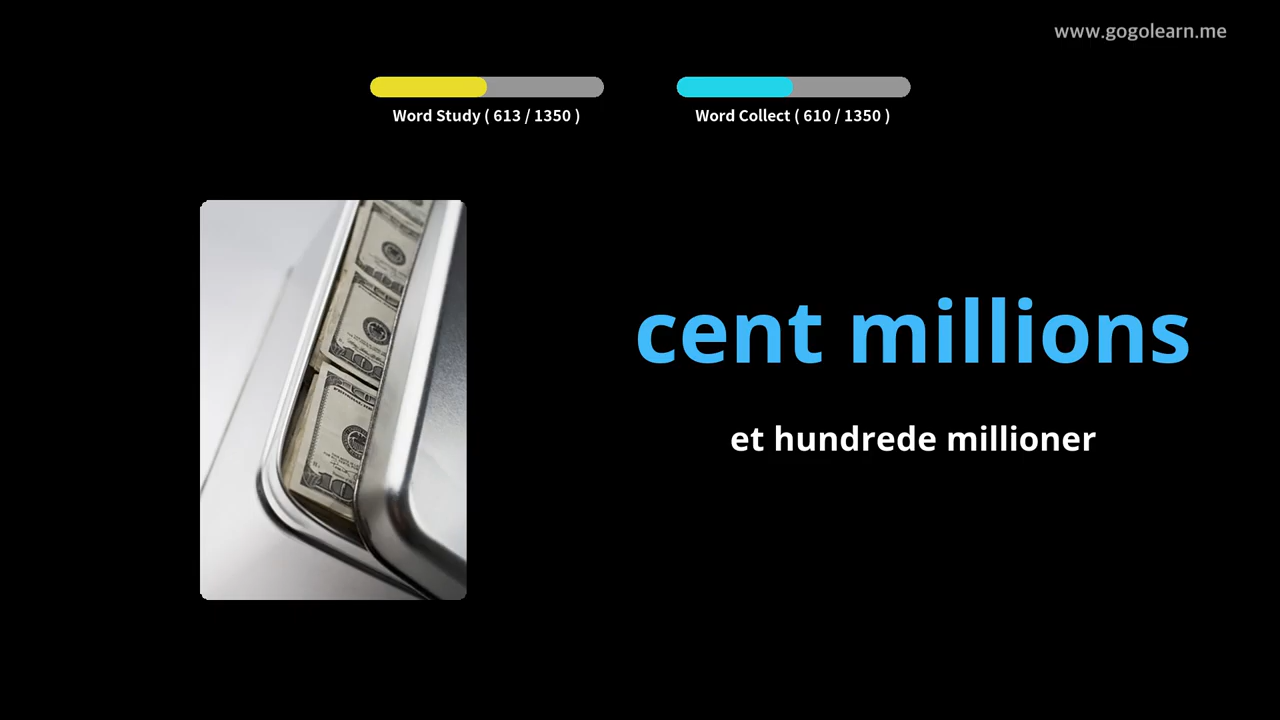 www.gogolearn.me
Word Study ( 613 / 1350 )
Word Collect ( 610 / 1350 )
cent millions
et hundrede millioner